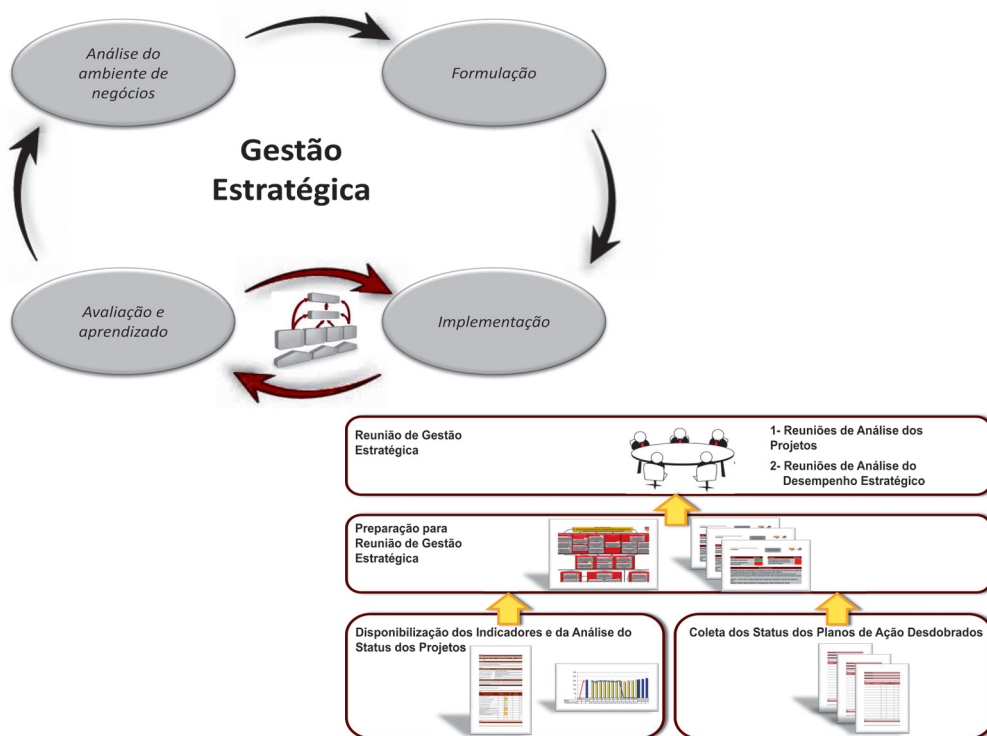 Análise do
ambiente de
negócios
Formulação
Gestão
Estratégica
Avaliação e
aprendizado
Implementação
Reunião de Gestão
Estratégica
1- Reuniões de Análise dos
Projetos
2- Reuniões de Análise do
Desempenho Estratégico
Preparação para
Reunião de Gestão
Estratégica
Disponibilização dos Indicadores e da Análise do
Status dos Projetos
Coleta dos Status dos Planos de Ação Desdobrados